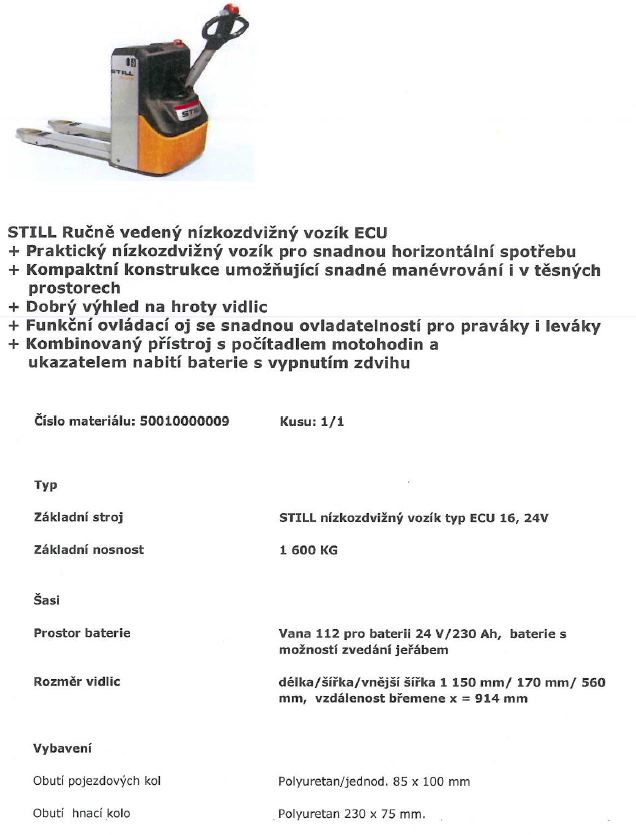 STILL
STILL
STILL Ručně vedený nízkozdvižný vozík ECU
+ Praktický nízkozdvižný vozík pro snadnou horizontální spotřebu
+ Kompaktní konstrukce umožňující snadné manévrování i v těsných
prostorech
+ Dobrý výhled na hroty vidlic
+ Funkční ovládací oj se snadnou ovladatelností pro praváky i leváky
+ Kombinovaný přístroj s počítadlem motohodin a
ukazatelem nabití baterie s vypnutím zdvihu
Číslo materiálu: 50010000009 Kusu: 1/1
Typ
Základní stroj STILL nízkozdvižný vozík typ ECU 16, 24V
Základní nosnost 1 600 KG
Šasi
Prostor baterie Vana 112 pro baterii 24 V/230 Ah, baterie s
možností zvedání jeřábem
Rozměr vidlic délka/šířka/vnější šířka 1 150 mm/ 170 mm/ 560
mm, vzdálenost břemene x = 914 mm
Vybavení
Obutí pojezdových kol Polyuretan/jednod. 85 x 100 mm
Obutí hnací kolo Polyuretan 230 x 75 mm.